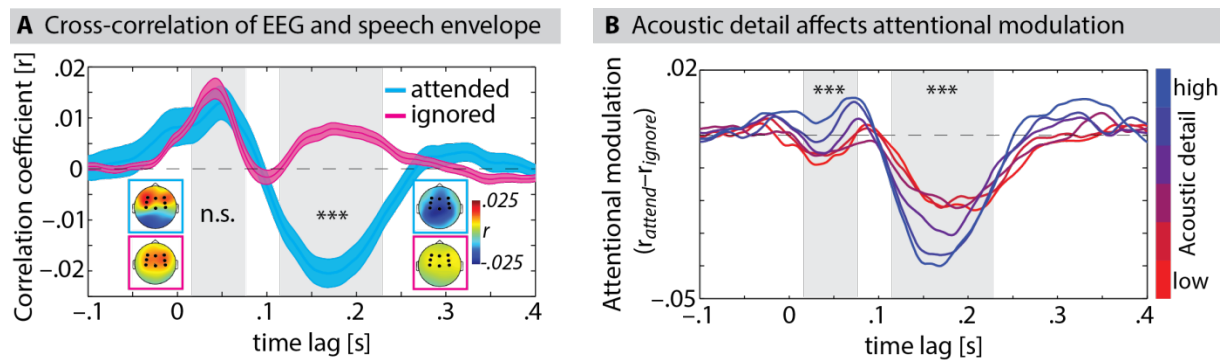 A Cross-correlation of EEG and speech envelope
Correlation coefficient [r]
.02
.01
0
−.01
−.02
attended
ignored
n.s.
***
.025
r
-.025
−.1 0 .1 .2 .3 .4
time lag [s]
B Acoustic detail affects attentional modulation
Attentional modulation
(rattend−rignore)
.02
−.05
*** ***
−.1 0 .1 .2 .3 .4
time lag [s]
high
Acoustic detail
low